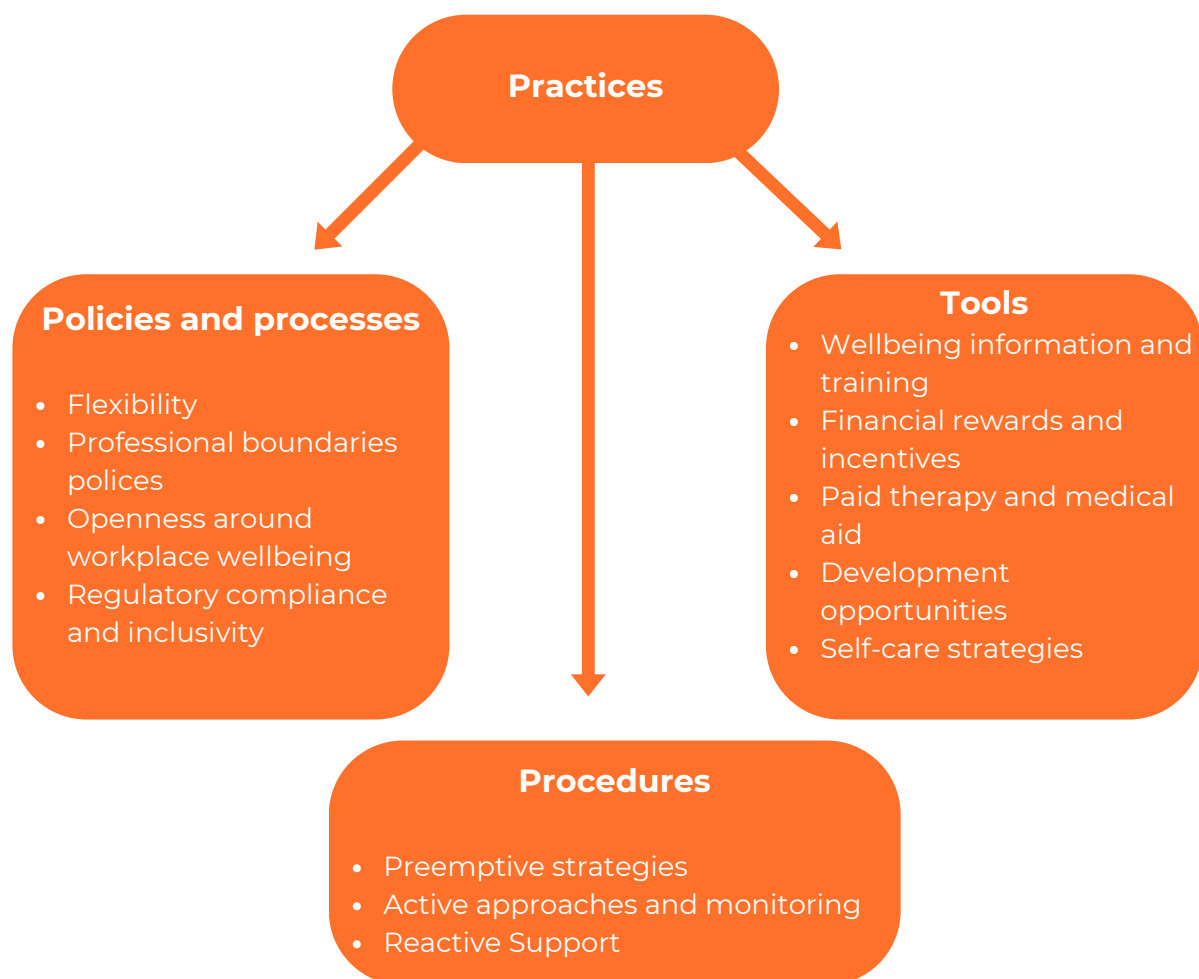 Practices
Policies and processes
• Flexibility
• Professional boundaries
polices
• Openness around
workplace wellbeing
• Regulatory compliance
and inclusivity
Tools
• Wellbeing information and
training
• Financial rewards and
incentives
• Paid therapy and medical
aid
• Development
opportunities
• Self-care strategies
Procedures
• Preemptive strategies
• Active approaches and monitoring
• Reactive Support